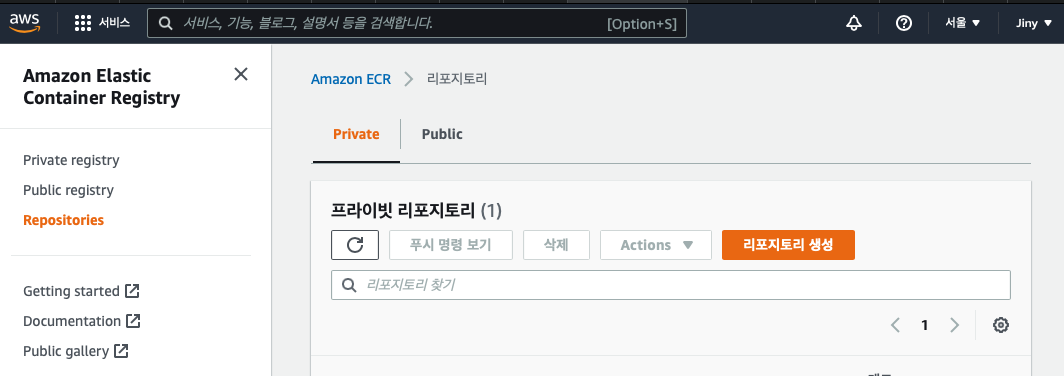 aws 서비스 서비스, 기능, 블로그, 설명서 등을 검색합니다. [Option+S] 서울 Jiny
Amazon Elastic
Container Registry
Private registry
Public registry
Repositories
Getting started
Documentation
Public gallery
Amazon ECR 리포지토리
Private Public
프라이빗 리포지토리 (1)
푸시 명령 보기 삭제 Actions 리포지토리 생성
리포지토리 찾기
1